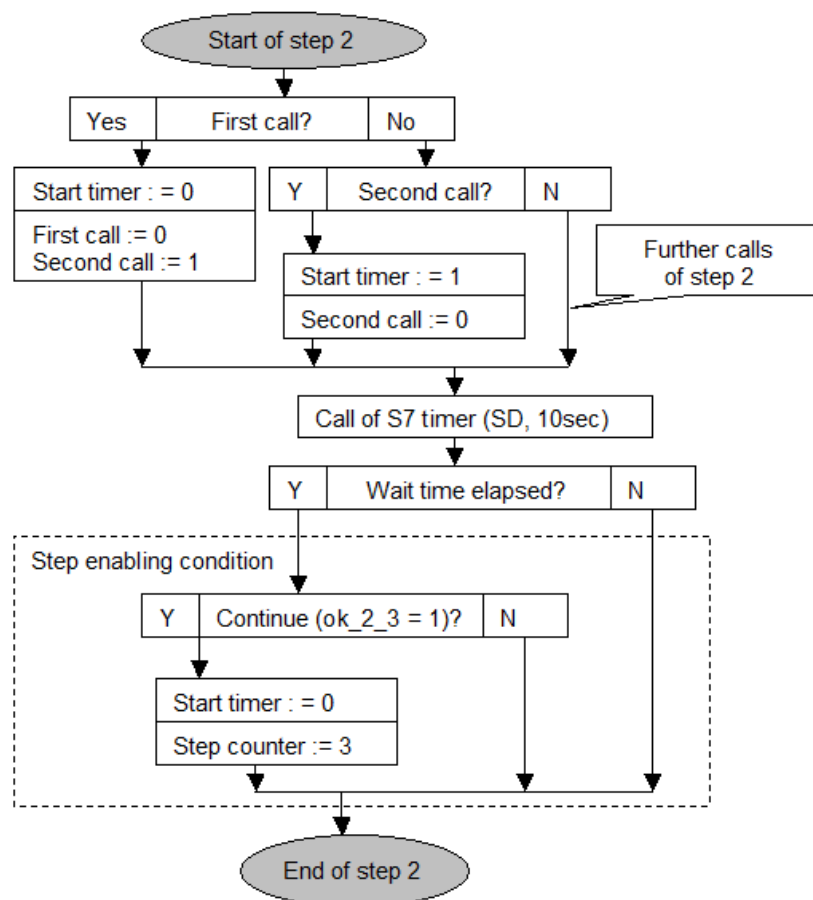 Start of step 2
Yes First call? No
Start timer : = 0
First call := 0
Second call := 1
Y Second call? N
Start timer : = 1
Second call := 0
Further calls
of step 2
Call of S7 timer (SD, 10sec)
Y Wait time elapsed? N
Step enabling condition
Y Continue (ok_2_3 = 1)? N
Start timer : = 0
Step counter := 3
End of step 2